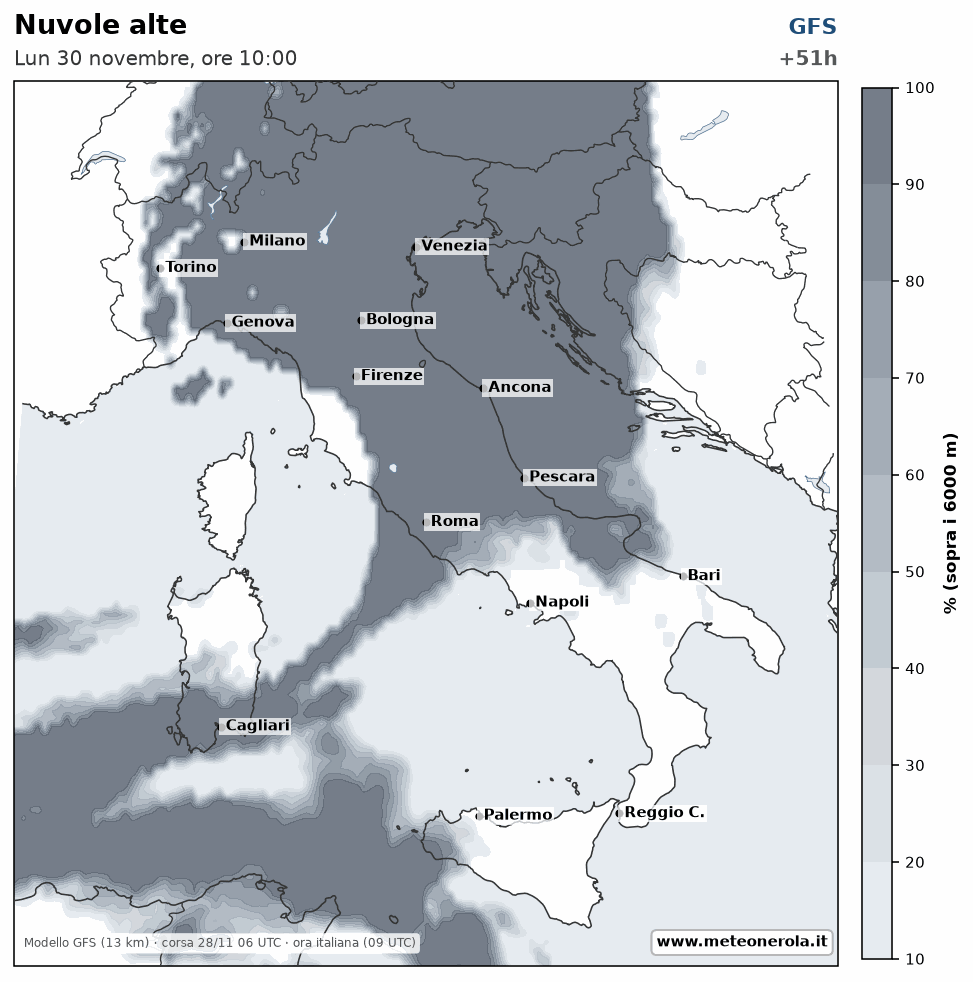 Nuvole alte
GFS
Lun 30 novembre, ore 10:00
+51h
100
90
80
70
60
50
40
30
20
10
% (sopra i 6000 m)
Milano
Venezia
Torino
Genova
Bologna
Firenze
Ancona
Pescara
Roma
Bari
Napoli
Cagliari
Palermo
Reggio C.
Modello GFS (13 km) · corsa 28/11 06 UTC · ora italiana (09 UTC)
www.meteonerola.it